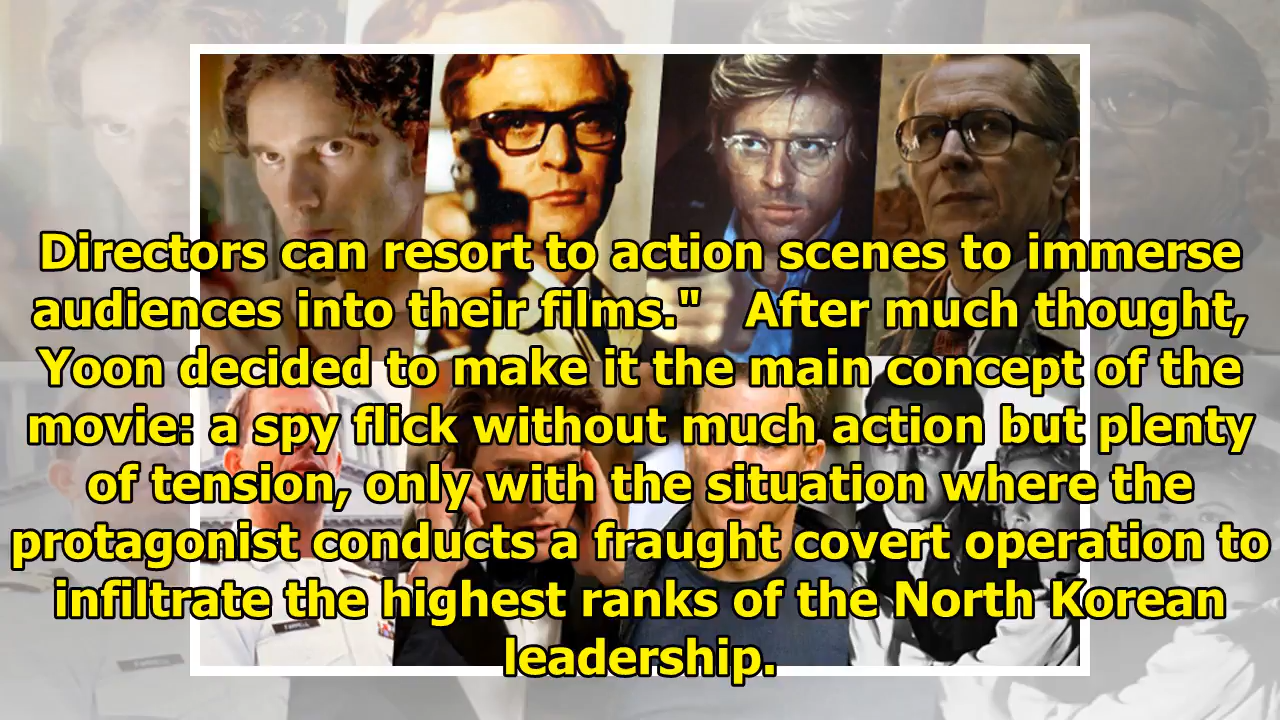 Directors can resort to action scenes to immerse
audiences into their films."   After much thought,
Yoon decided to make it the main concept of the
movie: a spy flick without much action but plenty
of tension, only with the situation where the
protagonist conducts a fraught covert operation to
infiltrate the highest ranks of the North Korean
leadership.
FARRELL
FARRELL